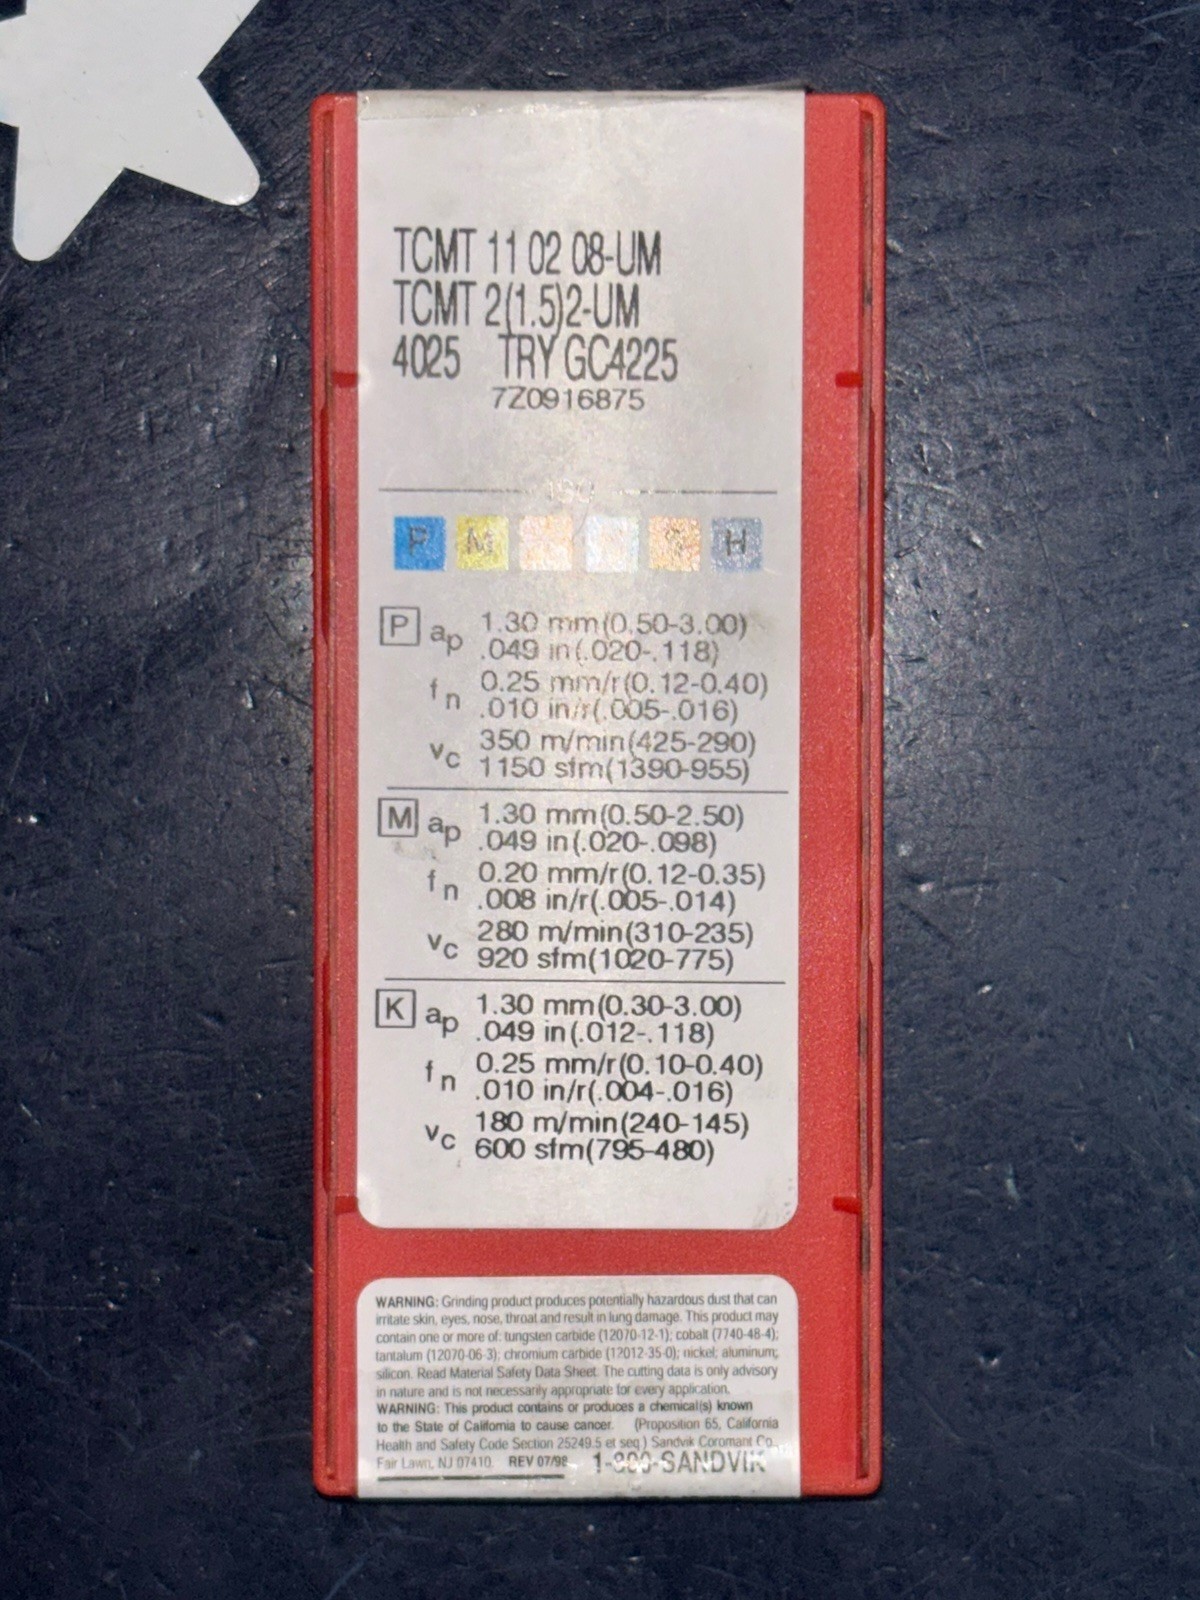 TCMT 11 02 08-UM
TCMT 2(1.5)2-UM
4025 TRY GC4225
7Z0916875
ISO
P M H
P ap 1.30 mm(0.50-3.00)
.049 in(.020-.118)
fn 0.25 mm/r(0.12-0.40)
.010 in/r(.005-.016)
vc 350 m/min(425-290)
1150 sfm(1390-955)
M ap 1.30 mm(0.50-2.50)
.049 in(.020-.098)
fn 0.20 mm/r(0.12-0.35)
.008 in/r(.005-.014)
vc 280 m/min(310-235)
920 sfm(1020-775)
K ap 1.30 mm(0.30-3.00)
.049 in(.012-.118)
fn 0.25 mm/r(0.10-0.40)
.010 in/r(.004-.016)
vc 180 m/min(240-145)
600 sfm(795-480)
WARNING: Grinding product produces potentially hazardous dust that can
irritate skin, eyes, nose, throat and result in lung damage. This product may
contain one or more of: tungsten carbide (12070-12-1); cobalt (7740-48-4);
tantalum (12070-06-3); chromium carbide (12012-35-0); nickel; aluminum;
silicon. Read Material Safety Data Sheet. The cutting data is only advisory
in nature and is not necessarily appropriate for every application.
WARNING: This product contains or produces a chemical(s) known
to the State of California to cause cancer. (Proposition 65, California
Health and Safety Code Section 25249.5 et seq.) Sandvik Coromant Co.,
Fair Lawn, NJ 07410. REV 07/98 1-800-SANDVIK